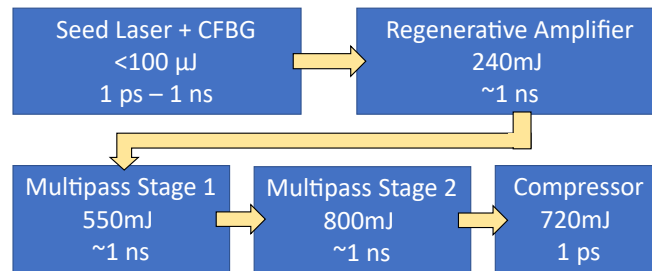 Seed Laser + CFBG
<100 µJ
1 ps – 1 ns
Regenerative Amplifier
240mJ
~1 ns
Multipass Stage 1
550mJ
~1 ns
Multipass Stage 2
800mJ
~1 ns
Compressor
720mJ
1 ps